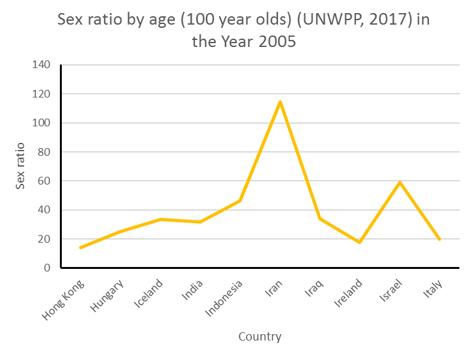 Sex ratio by age (100 year olds) (UNWPP, 2017) in
the Year 2005
140
120
100
80
60
40
20
0
Sex ratio
Hong Kong
Hungary
Iceland
India
Indonesia
Iran
Iraq
Ireland
Israel
Italy
Country